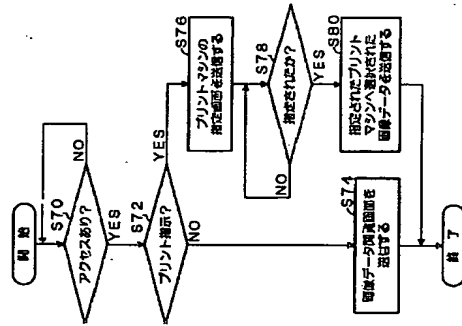 開始
S70
アクセスあり?
NO
YES
S72
プリント指示?
YES
NO
S76
プリントマシンの
指定画面を送信する
S78
指定されたか?
NO
YES
S80
指定されたプリント
マシンへ選択された
画像データを送信する
S74
画像データ閲覧画面を
送信する
終了